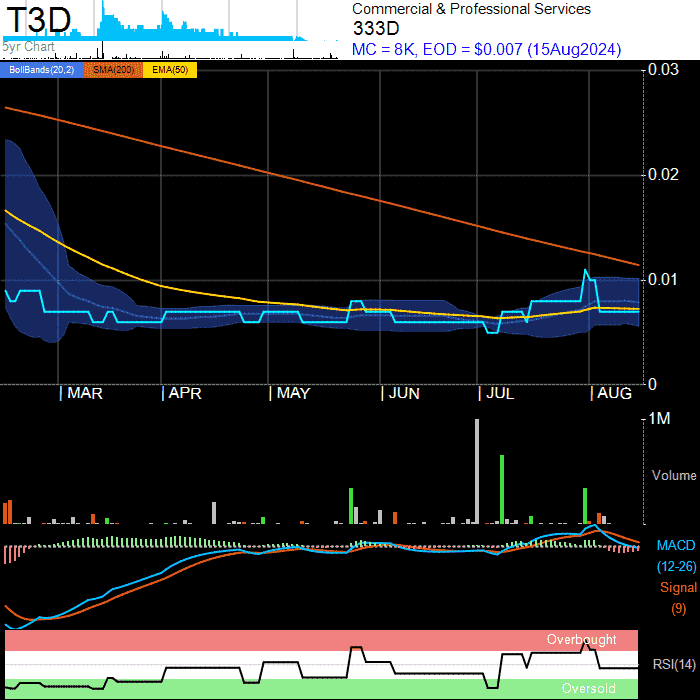 T3D
5yr Chart
Commercial & Professional Services
333D
MC = 8K, EOD = $0.007 (15Aug2024)
BollBands(20,2) SMA(200) EMA(50)
0.03
0.02
0.01
0
MAR APR MAY JUN JUL AUG
1M
Volume
MACD
(12-26)
Signal
(9)
Overbought
RSI(14)
Oversold